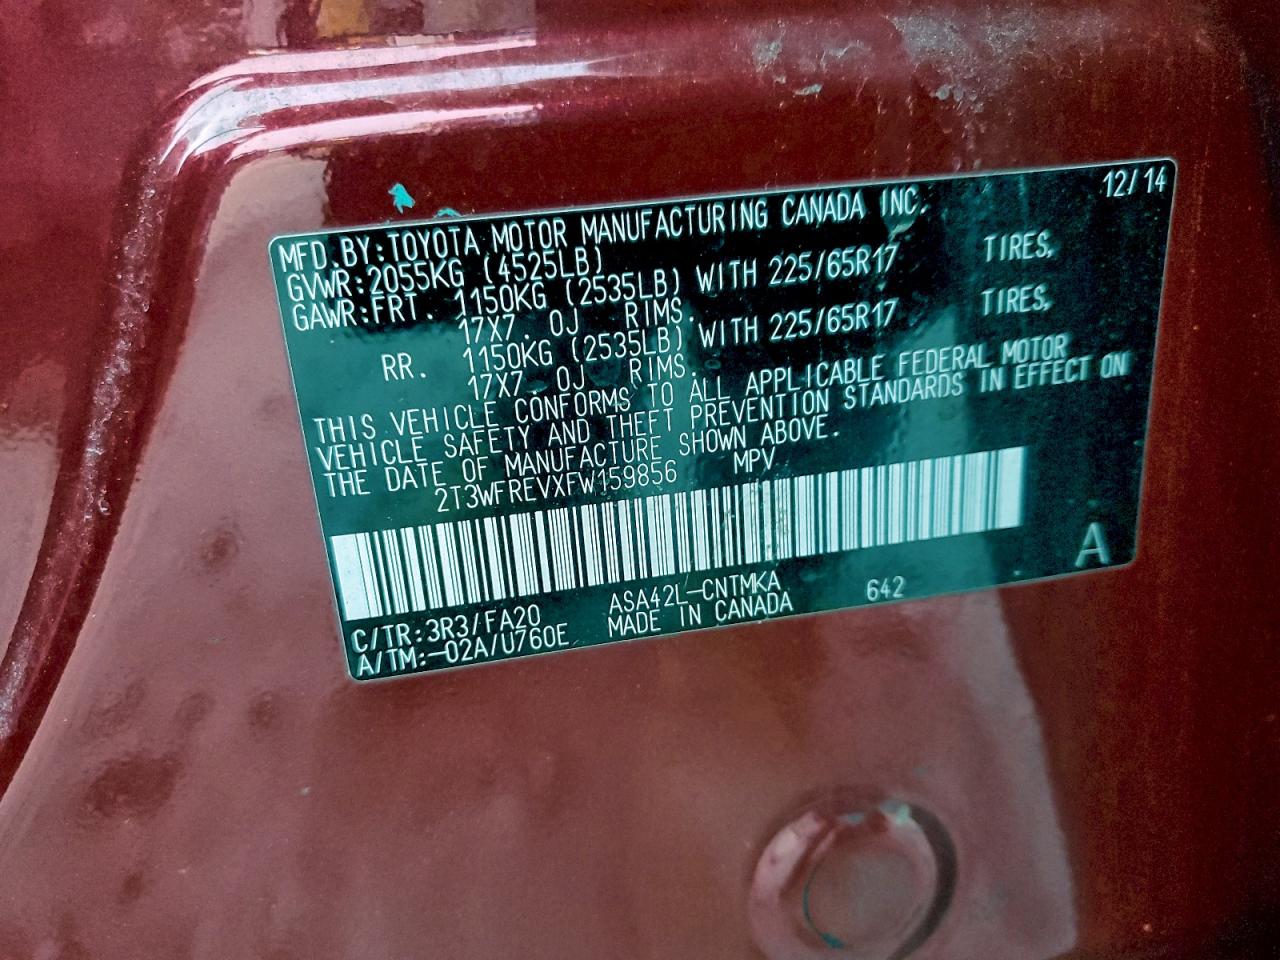 12/14
MFD.BY:TOYOTA MOTOR MANUFACTURING CANADA INC.
GVWR:2055KG (4525LB)
GAWR:FRT. 1150KG (2535LB) WITH 225/65R17 TIRES,
17X7.0J RIMS.
RR. 1150KG (2535LB) WITH 225/65R17 TIRES,
17X7.0J RIMS.
THIS VEHICLE CONFORMS TO ALL APPLICABLE FEDERAL MOTOR
VEHICLE SAFETY AND THEFT PREVENTION STANDARDS IN EFFECT ON
THE DATE OF MANUFACTURE SHOWN ABOVE.
2T3WFREVXFW159856 MPV
A
C/TR:3R3/FA20 ASA42L-CNTMKA 642
A/TM:-02A/U760E MADE IN CANADA